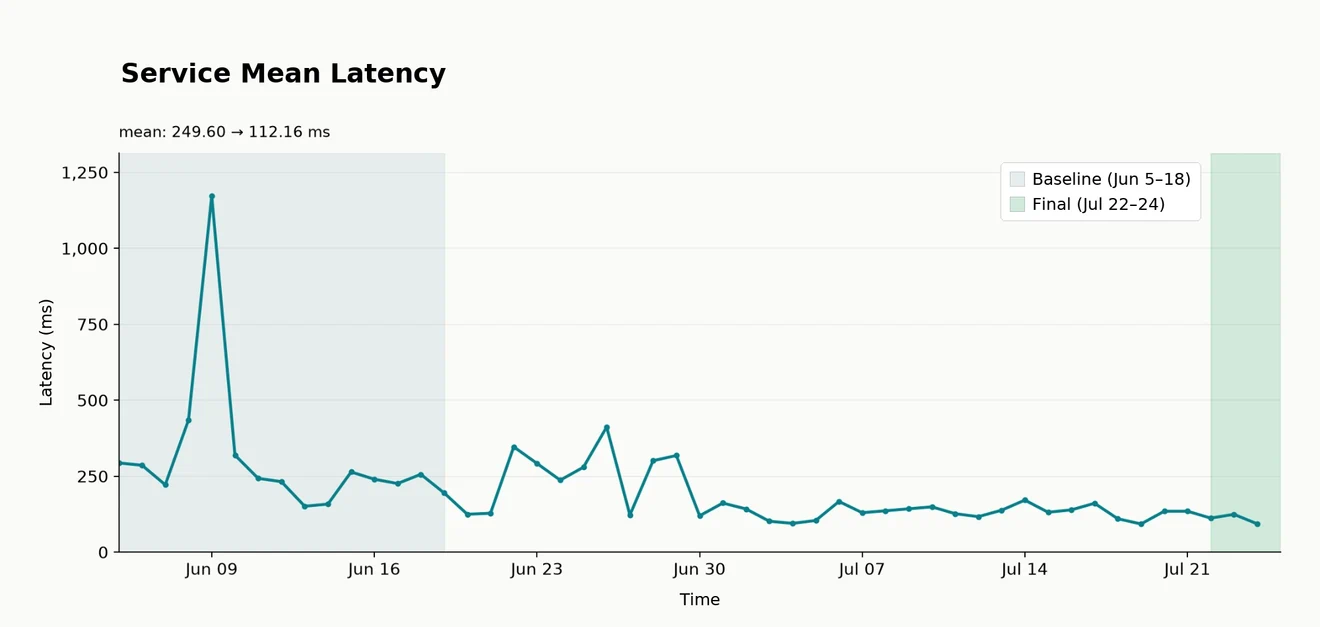 Service Mean Latency
mean: 249.60 → 112.16 ms
Baseline (Jun 5–18)
Final (Jul 22–24)
Latency (ms)
1,250
1,000
750
500
250
0
Jun 09 Jun 16 Jun 23 Jun 30 Jul 07 Jul 14 Jul 21
Time